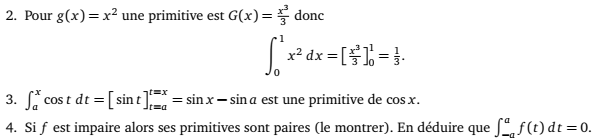 2. Pour g(x) = x² une primitive est G(x) = x³/3 donc
∫₀¹ x² dx = [x³/3]₀¹ = 1/3.
3. ∫ₐˣ cos t dt = [sin t]ₜ₌ₐᵗ⁼ˣ = sin x − sin a est une primitive de cos x.
4. Si f est impaire alors ses primitives sont paires (le montrer). En déduire que ∫₋ₐᵃ f(t) dt = 0.